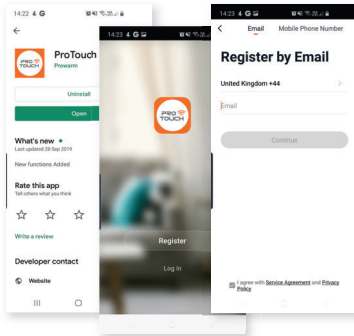 14:22 G
ProTouch
Prowarm
PRO
TOUCH
Uninstall
Open
What's new
Last updated 28 Sep 2019
New functions Added
Rate this app
Tell others what you think
Write a review
Developer contact
Website
14:23 G
PRO
TOUCH
Register
Log in
14:23 G
Email Mobile Phone Number
Register by Email
United Kingdom +44
Email
Continue
I agree with Service Agreement and Privacy
Policy